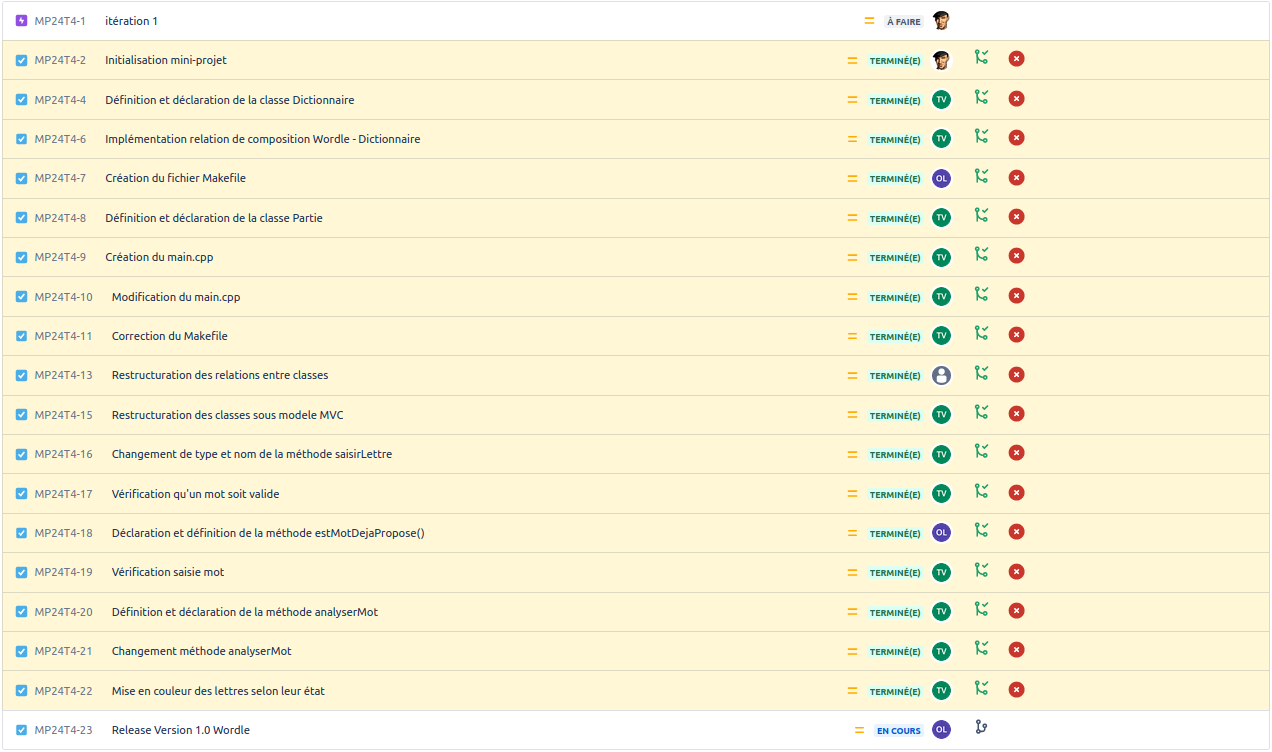 MP24T4-1 itération 1 À FAIRE
MP24T4-2 Initialisation mini-projet TERMINÉ(E)
MP24T4-4 Définition et déclaration de la classe Dictionnaire TERMINÉ(E) TV
MP24T4-6 Implémentation relation de composition Wordle - Dictionnaire TERMINÉ(E) TV
MP24T4-7 Création du fichier Makefile TERMINÉ(E) OL
MP24T4-8 Définition et déclaration de la classe Partie TERMINÉ(E) TV
MP24T4-9 Création du main.cpp TERMINÉ(E) TV
MP24T4-10 Modification du main.cpp TERMINÉ(E) TV
MP24T4-11 Correction du Makefile TERMINÉ(E) TV
MP24T4-13 Restructuration des relations entre classes TERMINÉ(E)
MP24T4-15 Restructuration des classes sous modele MVC TERMINÉ(E) TV
MP24T4-16 Changement de type et nom de la méthode saisirLettre TERMINÉ(E) TV
MP24T4-17 Vérification qu'un mot soit valide TERMINÉ(E) TV
MP24T4-18 Déclaration et définition de la méthode estMotDejaPropose() TERMINÉ(E) OL
MP24T4-19 Vérification saisie mot TERMINÉ(E) TV
MP24T4-20 Définition et déclaration de la méthode analyserMot TERMINÉ(E) TV
MP24T4-21 Changement méthode analyserMot TERMINÉ(E) TV
MP24T4-22 Mise en couleur des lettres selon leur état TERMINÉ(E) TV
MP24T4-23 Release Version 1.0 Wordle EN COURS OL